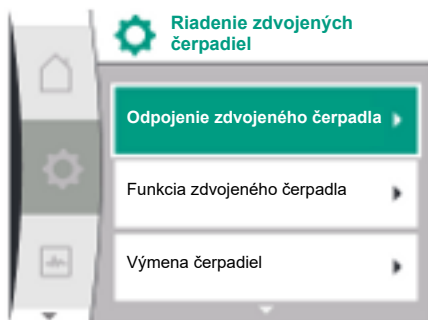 Riadenie zdvojených
čerpadiel
Odpojenie zdvojeného čerpadla
Funkcia zdvojeného čerpadla
Výmena čerpadiel